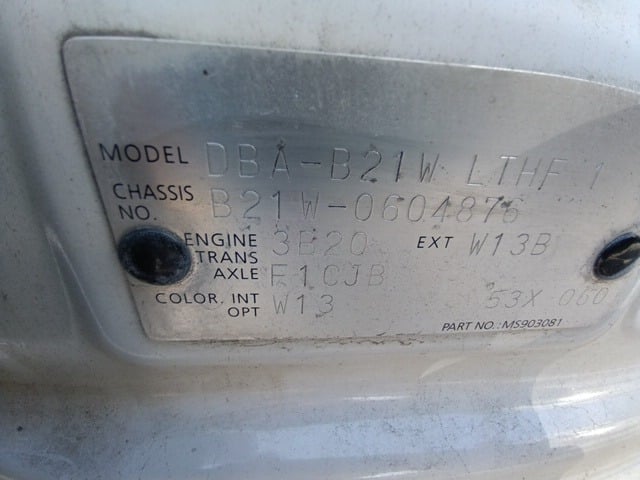 MODEL DBA-B21W LTHF 1
CHASSIS NO. B21W-0604876
ENGINE 3B20 EXT W13B
TRANS AXLE F1CJB
COLOR, INT OPT W13 53X 060
PART NO.: MS903081